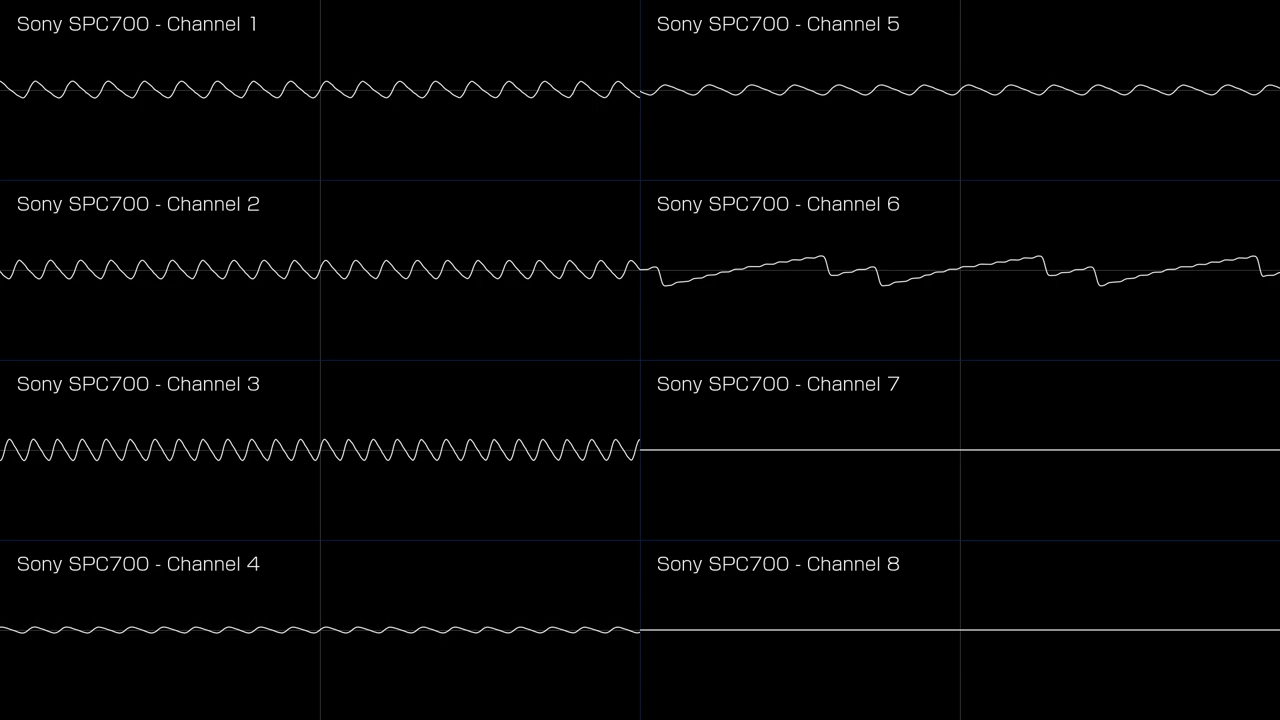 Sony SPC700 - Channel 1
Sony SPC700 - Channel 5
Sony SPC700 - Channel 2
Sony SPC700 - Channel 6
Sony SPC700 - Channel 3
Sony SPC700 - Channel 7
Sony SPC700 - Channel 4
Sony SPC700 - Channel 8